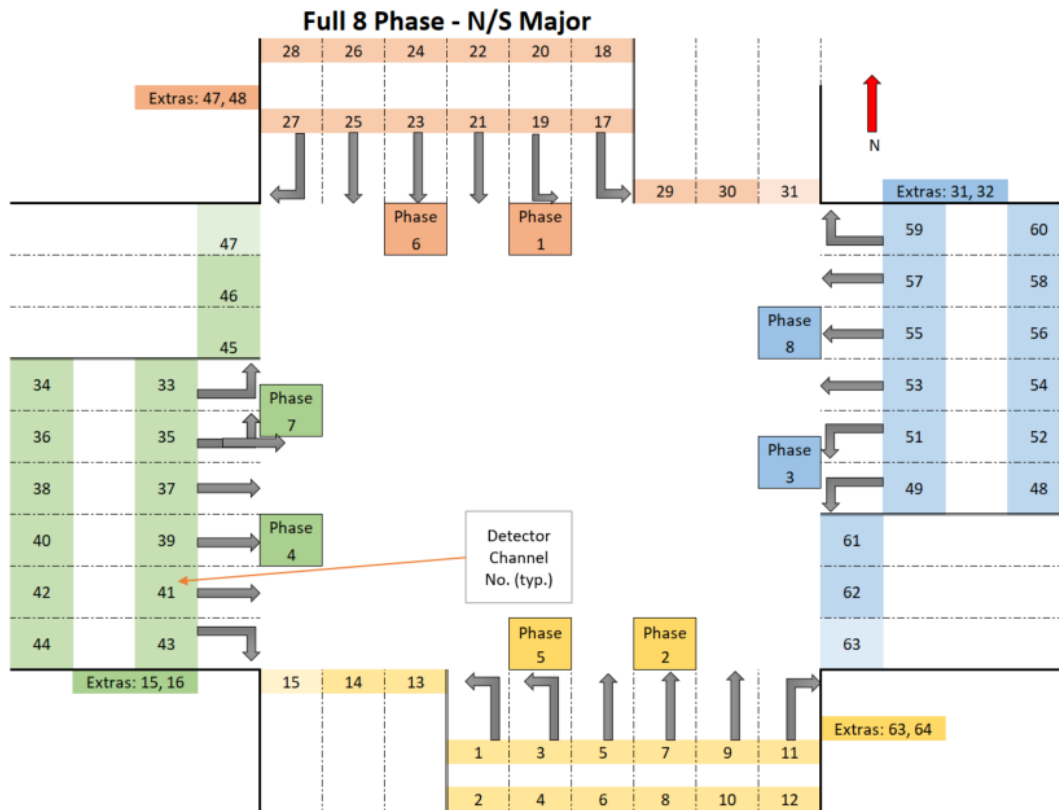 Full 8 Phase - N/S Major
28 26 24 22 20 18
Extras: 47, 48
27 25 23 21 19 17
N
29 30 31
Extras: 31, 32
Phase
6
Phase
1
47
59 60
46
57 58
Phase
8
55 56
45
34 33
53 54
Phase
7
36 35
51 52
Phase
3
38 37
49 48
40 39
Phase
4
Detector
Channel
No. (typ.)
61
42 41
62
44 43
Phase
5
Phase
2
63
Extras: 15, 16
15 14 13
Extras: 63, 64
1 3 5 7 9 11
2 4 6 8 10 12